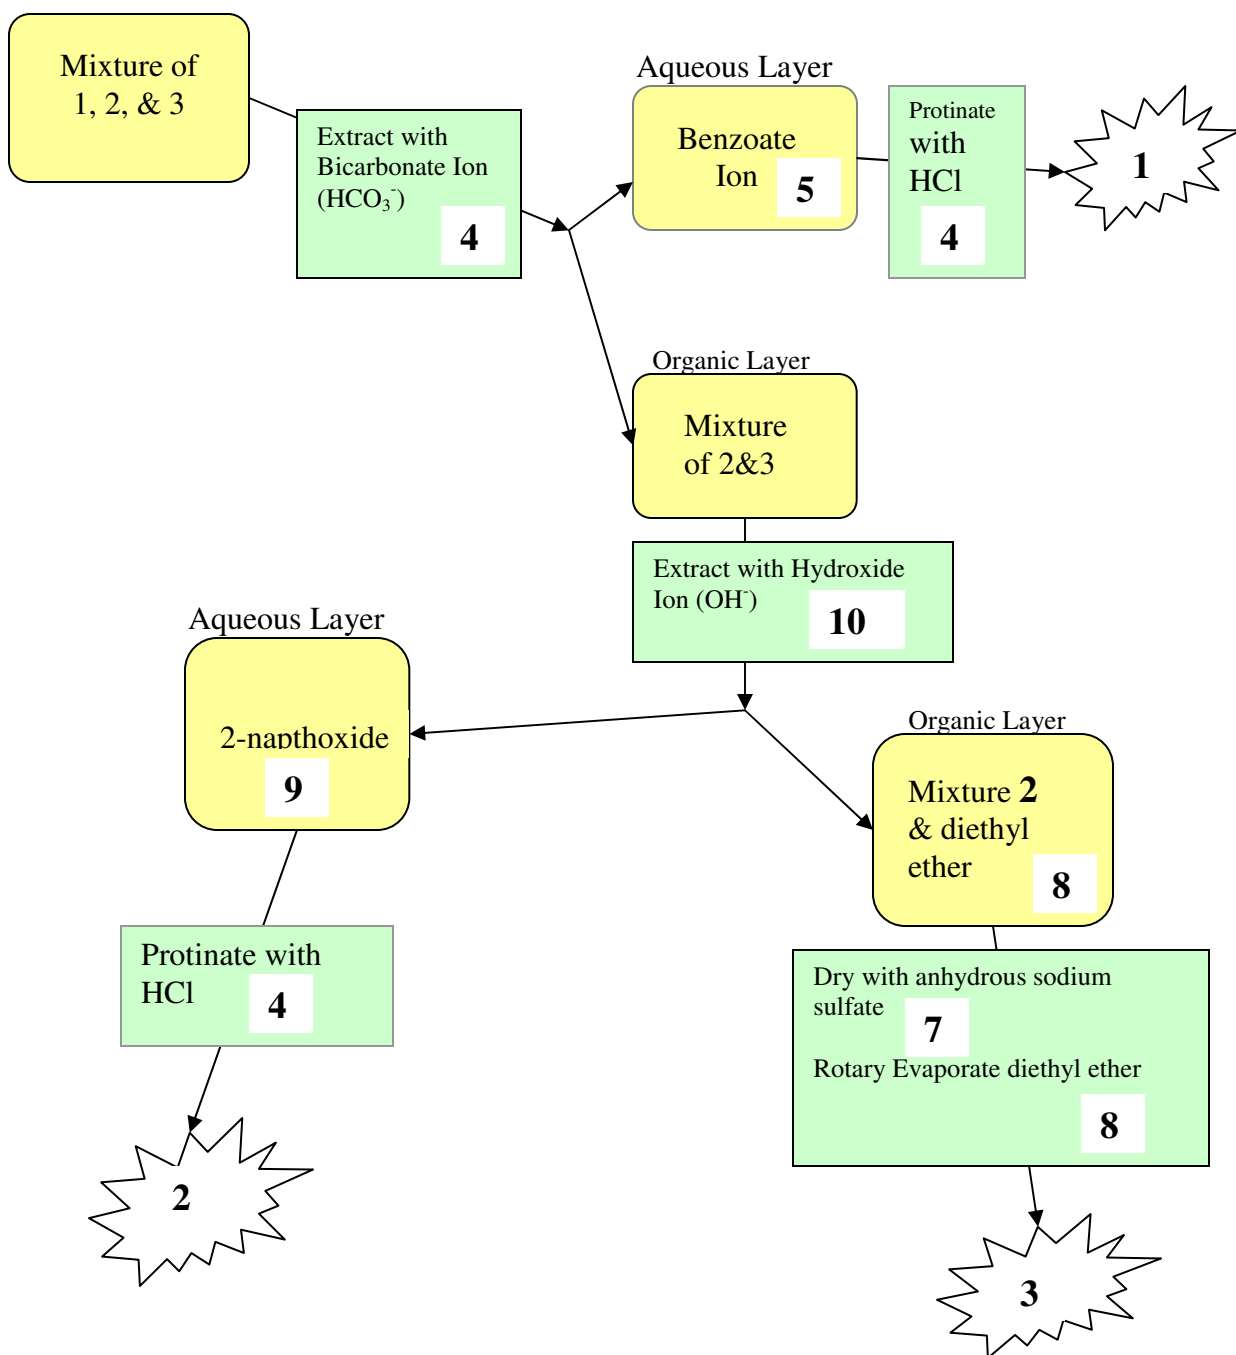 Mixture of
1, 2, & 3
Extract with
Bicarbonate Ion
(HCO₃⁻)
4
Aqueous Layer
Benzoate
Ion
5
Protinate
with
HCl
4
1
Organic Layer
Mixture
of 2&3
Extract with Hydroxide
Ion (OH⁻)
10
Aqueous Layer
2-napthoxide
9
Organic Layer
Mixture 2
& diethyl
ether
8
Protinate with
HCl
4
Dry with anhydrous sodium
sulfate
7
Rotary Evaporate diethyl ether
8
2
3